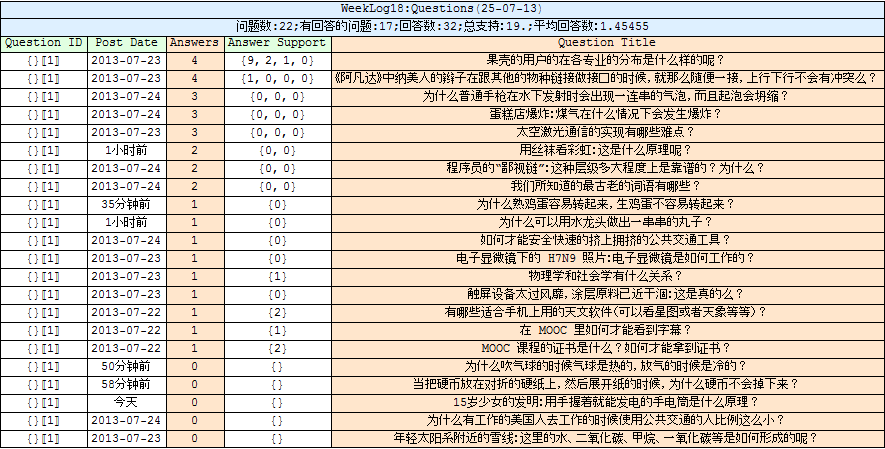 WeekLog18:Questions(25-07-13)
问题数:22;有回答的问题:17;回答数:32;总支持:19.;平均回答数:1.45455
Question ID Post Date Answers Answer Support Question Title
{}〚1〛 2013-07-23 4 {9, 2, 1, 0} 果壳的用户的在各专业的分布是什么样的呢？
{}〚1〛 2013-07-23 4 {1, 0, 0, 0} 《阿凡达》中纳美人的辫子在跟其他的物种链接做接口的时候，就那么随便一接，上行下行不会有冲突么？
{}〚1〛 2013-07-24 3 {0, 0, 0} 为什么普通手枪在水下发射时会出现一连串的气泡，而且起泡会坍缩？
{}〚1〛 2013-07-24 3 {0, 0, 0} 蛋糕店爆炸:煤气在什么情况下会发生爆炸？
{}〚1〛 2013-07-23 3 {0, 0, 0} 太空激光通信的实现有哪些难点？
{}〚1〛 1小时前 2 {0, 0} 用丝袜看彩虹:这是什么原理呢？
{}〚1〛 2013-07-24 2 {0, 0} 程序员的“鄙视链”:这种层级多大程度上是靠谱的？为什么？
{}〚1〛 2013-07-24 2 {0, 0} 我们所知道的最古老的词语有哪些？
{}〚1〛 35分钟前 1 {0} 为什么熟鸡蛋容易转起来，生鸡蛋不容易转起来？
{}〚1〛 1小时前 1 {0} 为什么可以用水龙头做出一串串的丸子？
{}〚1〛 2013-07-24 1 {0} 如何才能安全快速的挤上拥挤的公共交通工具？
{}〚1〛 2013-07-23 1 {0} 电子显微镜下的 H7N9 照片:电子显微镜是如何工作的？
{}〚1〛 2013-07-23 1 {1} 物理学和社会学有什么关系？
{}〚1〛 2013-07-23 1 {0} 触屏设备太过风靡，涂层原料已近干涸:这是真的么？
{}〚1〛 2013-07-22 1 {2} 有哪些适合手机上用的天文软件(可以看星图或者天象等等)？
{}〚1〛 2013-07-22 1 {1} 在 MOOC 里如何才能看到字幕？
{}〚1〛 2013-07-22 1 {2} MOOC 课程的证书是什么？如何才能拿到证书？
{}〚1〛 50分钟前 0 {} 为什么吹气球的时候气球是热的，放气的时候是冷的？
{}〚1〛 58分钟前 0 {} 当把硬币放在对折的硬纸上，然后展开纸的时候，为什么硬币不会掉下来？
{}〚1〛 今天 0 {} 15岁少女的发明:用手握着就能发电的手电筒是什么原理？
{}〚1〛 2013-07-24 0 {} 为什么有工作的美国人去工作的时候使用公共交通的人比例这么小？
{}〚1〛 2013-07-23 0 {} 年轻太阳系附近的雪线:这里的水、二氧化碳、甲烷、一氧化碳等是如何形成的呢？